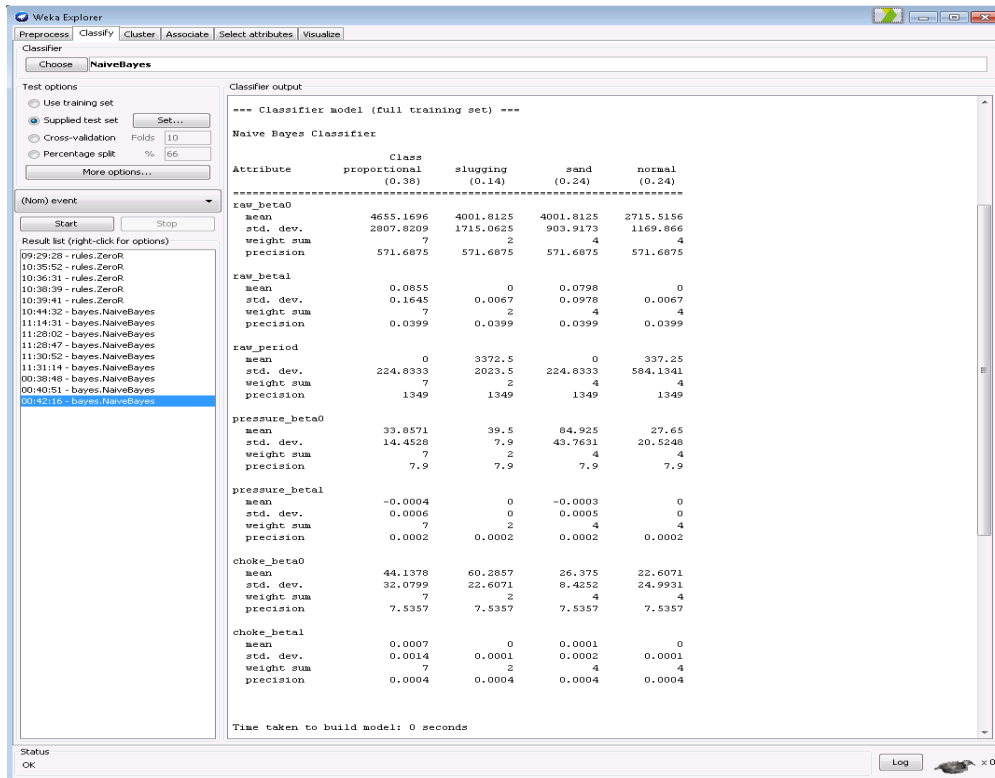 Weka Explorer
Preprocess Classify Cluster Associate Select attributes Visualize
Classifier
Choose NaiveBayes
Test options
Use training set
Supplied test set Set...
Cross-validation Folds 10
Percentage split % 66
More options...
(Nom) event
Start Stop
Result list (right-click for options)
09:29:28 - rules.ZeroR
10:35:52 - rules.ZeroR
10:36:31 - rules.ZeroR
10:38:39 - rules.ZeroR
10:39:41 - rules.ZeroR
10:44:32 - bayes.NaiveBayes
11:14:31 - bayes.NaiveBayes
11:28:02 - bayes.NaiveBayes
11:28:47 - bayes.NaiveBayes
11:30:52 - bayes.NaiveBayes
11:31:14 - bayes.NaiveBayes
00:38:48 - bayes.NaiveBayes
00:40:51 - bayes.NaiveBayes
00:42:16 - bayes.NaiveBayes
Classifier output
=== Classifier model (full training set) ===
Naive Bayes Classifier
Class
Attribute proportional slugging sand normal
(0.38) (0.14) (0.24) (0.24)
================================================================
raw_beta0
mean 4655.1696 4001.8125 4001.8125 2715.5156
std. dev. 2807.8209 1715.0625 903.9173 1169.866
weight sum 7 2 4 4
precision 571.6875 571.6875 571.6875 571.6875
raw_beta1
mean 0.0855 0 0.0798 0
std. dev. 0.1645 0.0067 0.0978 0.0067
weight sum 7 2 4 4
precision 0.0399 0.0399 0.0399 0.0399
raw_period
mean 0 3372.5 0 337.25
std. dev. 224.8333 2023.5 224.8333 584.1341
weight sum 7 2 4 4
precision 1349 1349 1349 1349
pressure_beta0
mean 33.8571 39.5 84.925 27.65
std. dev. 14.4528 7.9 43.7631 20.5248
weight sum 7 2 4 4
precision 7.9 7.9 7.9 7.9
pressure_beta1
mean -0.0004 0 -0.0003 0
std. dev. 0.0006 0 0.0005 0
weight sum 7 2 4 4
precision 0.0002 0.0002 0.0002 0.0002
choke_beta0
mean 44.1378 60.2857 26.375 22.6071
std. dev. 32.0799 22.6071 8.4252 24.9931
weight sum 7 2 4 4
precision 7.5357 7.5357 7.5357 7.5357
choke_beta1
mean 0.0007 0 0.0001 0
std. dev. 0.0014 0.0001 0.0002 0.0001
weight sum 7 2 4 4
precision 0.0004 0.0004 0.0004 0.0004
Time taken to build model: 0 seconds
Status
OK
Log x 0